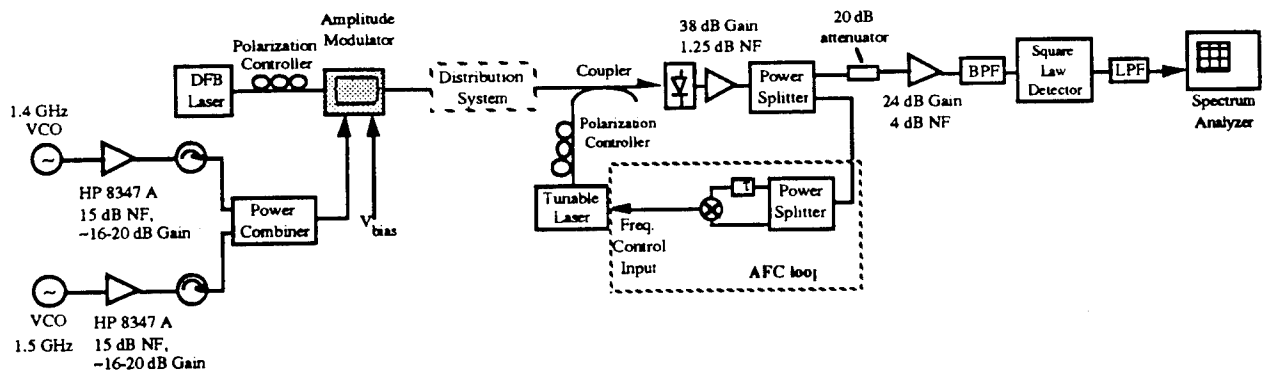 Amplitude
Modulator
Polarization
Controller
DFB
Laser
Distribution
System
Coupler
38 dB Gain
1.25 dB NF
Power
Splitter
20 dB
attenuator
24 dB Gain
4 dB NF
BPF
Square
Law
Detector
LPF
Spectrum
Analyzer
1.4 GHz
VCO
~
HP 8347 A
15 dB NF,
~16-20 dB Gain
Power
Combiner
V bias
Polarization
Controller
Tunable
Laser
Freq.
Control
Input
τ
Power
Splitter
AFC loop
~
VCO
1.5 GHz
HP 8347 A
15 dB NF,
~16-20 dB Gain